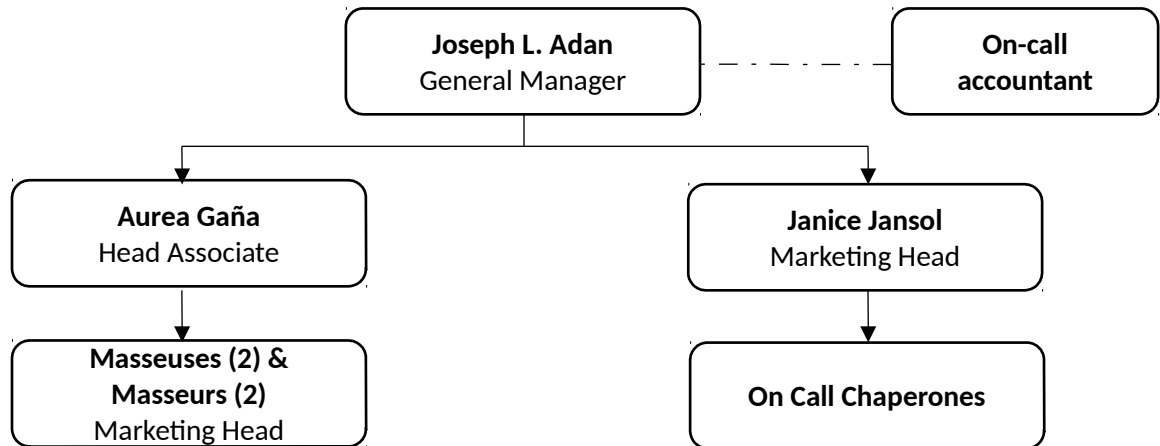 Joseph L. Adan
General Manager
On-call
accountant
Aurea Gaña
Head Associate
Janice Jansol
Marketing Head
Masseuses (2) &
Masseurs (2)
Marketing Head
On Call Chaperones